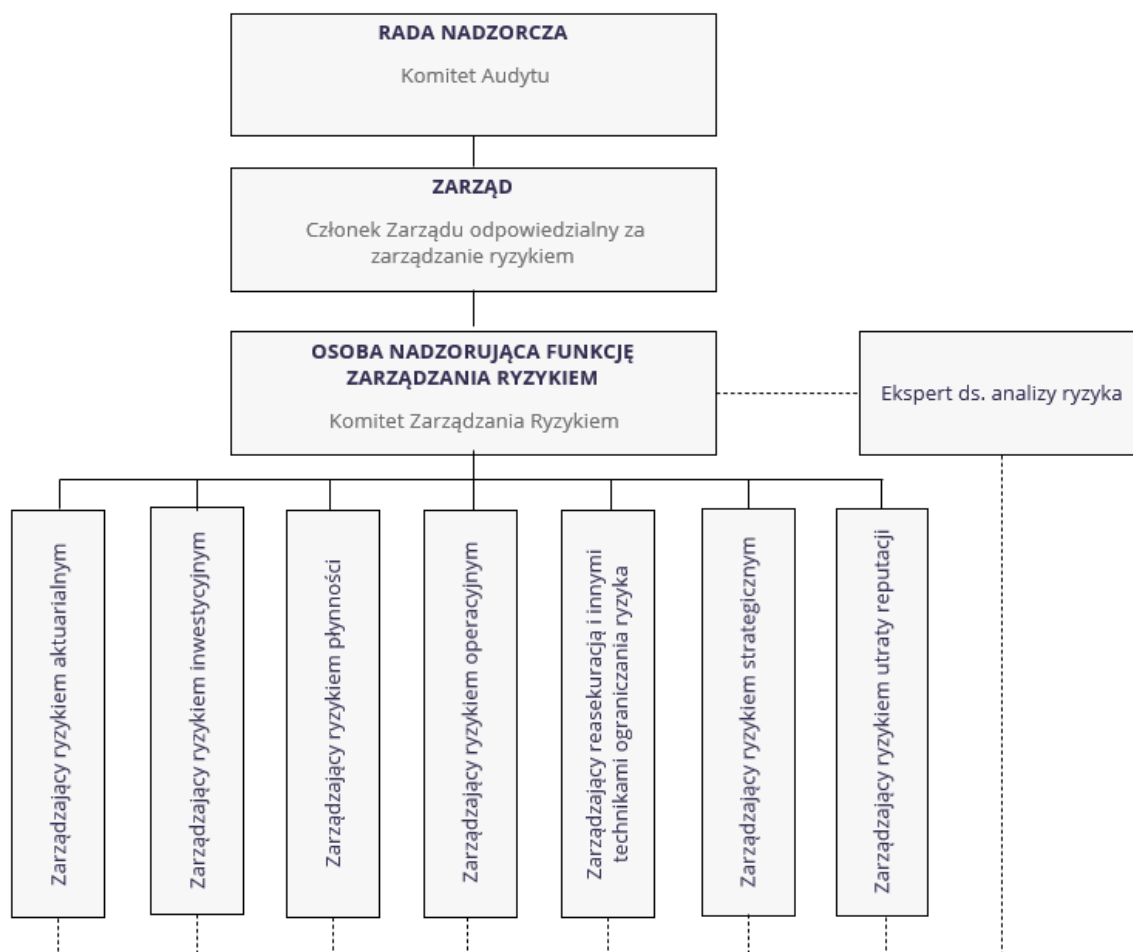 RADA NADZORCZA
Komitet Audytu
ZARZĄD
Członek Zarządu odpowiedzialny za
zarządzanie ryzykiem
OSOBA NADZORUJĄCA FUNKCJĘ
ZARZĄDZANIA RYZYKIEM
Komitet Zarządzania Ryzykiem
Ekspert ds. analizy ryzyka
Zarządzający ryzykiem aktuarialnym
Zarządzający ryzykiem inwestycyjnym
Zarządzający ryzykiem płynności
Zarządzający ryzykiem operacyjnym
Zarządzający reasekuracją i innymi
technikami ograniczania ryzyka
Zarządzający ryzykiem strategicznym
Zarządzający ryzykiem utraty reputacji